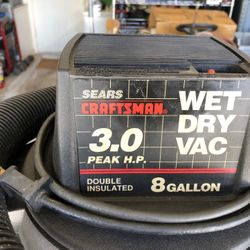 SEARS
CRAFTSMAN
3.0
PEAK H.P.
DOUBLE
INSULATED
WET
DRY
VAC
8 GALLON